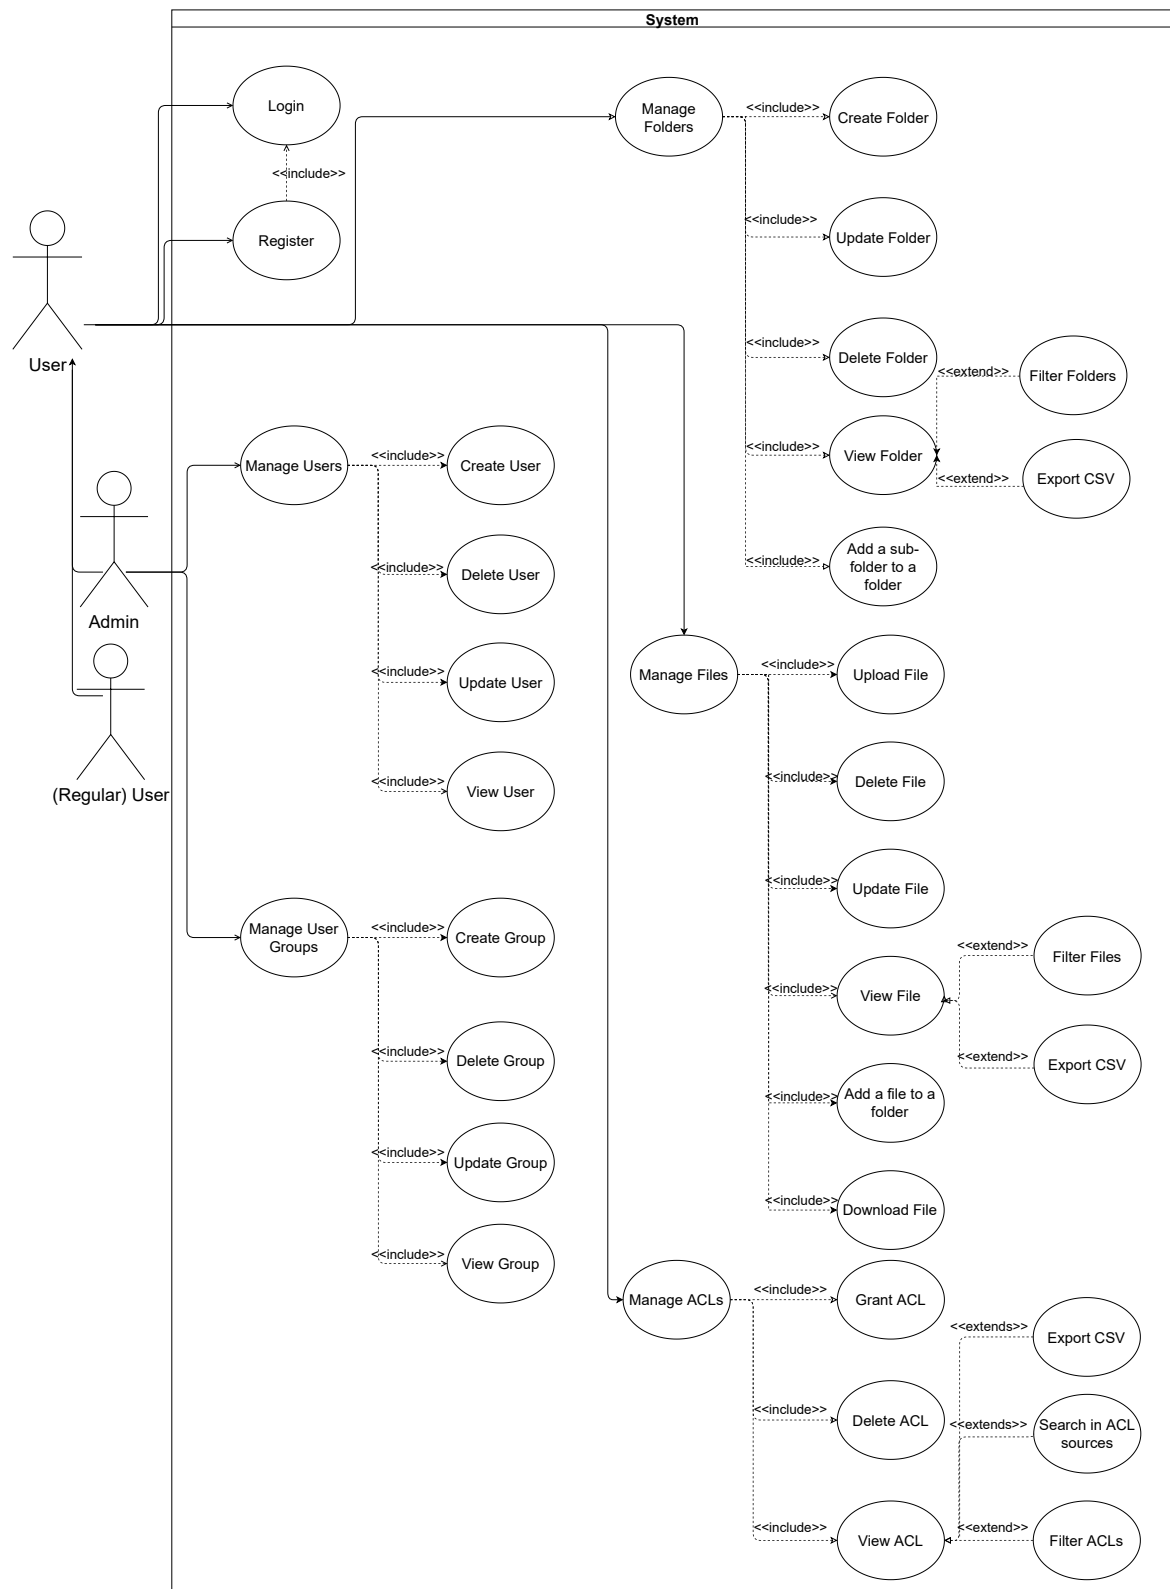 System
Login
<<include>>
Register
User
Admin
(Regular) User
Manage Users
<<include>>
Create User
<<include>>
Delete User
<<include>>
Update User
<<include>>
View User
Manage User
Groups
<<include>>
Create Group
<<include>>
Delete Group
<<include>>
Update Group
<<include>>
View Group
Manage
Folders
<<include>>
Create Folder
<<include>>
Update Folder
<<include>>
Delete Folder
<<include>>
View Folder
<<extend>>
Filter Folders
<<extend>>
Export CSV
<<include>>
Add a sub-
folder to a
folder
Manage Files
<<include>>
Upload File
<<include>>
Delete File
<<include>>
Update File
<<include>>
View File
<<extend>>
Filter Files
<<extend>>
Export CSV
<<include>>
Add a file to a
folder
<<include>>
Download File
Manage ACLs
<<include>>
Grant ACL
<<include>>
Delete ACL
<<include>>
View ACL
<<extends>>
Export CSV
<<extends>>
Search in ACL
sources
<<extend>>
Filter ACLs